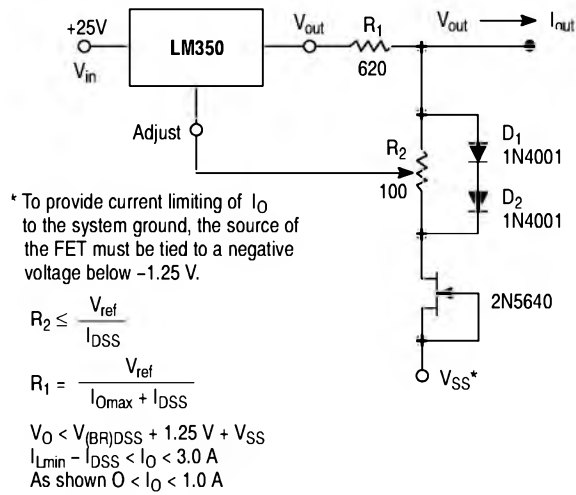 +25V
V_in
LM350
V_out
R_1
620
V_out
I_out
Adjust
R_2
100
D_1
1N4001
D_2
1N4001
2N5640
V_SS*
* To provide current limiting of I_O
to the system ground, the source of
the FET must be tied to a negative
voltage below –1.25 V.
R_2 ≤ V_ref / I_DSS
R_1 = V_ref / I_Omax + I_DSS
V_O < V_(BR)DSS + 1.25 V + V_SS
I_Lmin – I_DSS < I_O < 3.0 A
As shown O < I_O < 1.0 A